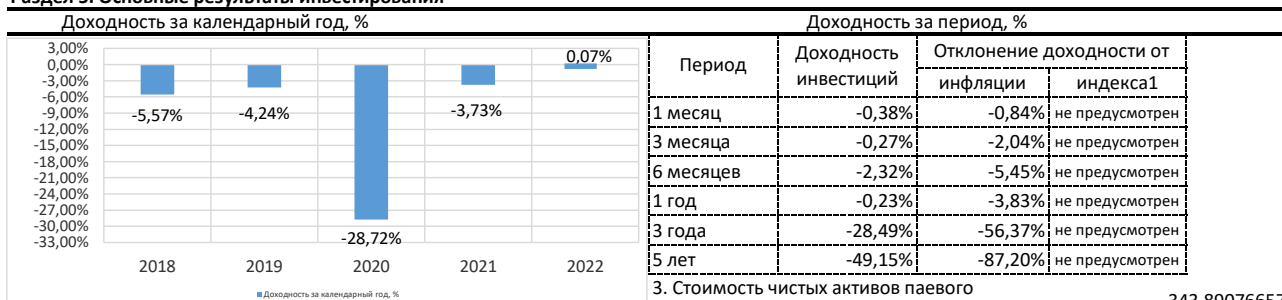 Раздел 3. Основные результаты инвестирования
Доходность за календарный год, %
3,00%
0,00%
-3,00%
-6,00%
-9,00%
-12,00%
-15,00%
-18,00%
-21,00%
-24,00%
-27,00%
-30,00%
-33,00%
-5,57%
-4,24%
-28,72%
-3,73%
0,07%
2018 2019 2020 2021 2022
Доходность за календарный год, %
Доходность за период, %
Период Доходность инвестиций Отклонение доходности от
инфляции индекса1
1 месяц -0,38% -0,84% не предусмотрен
3 месяца -0,27% -2,04% не предусмотрен
6 месяцев -2,32% -5,45% не предусмотрен
1 год -0,23% -3,83% не предусмотрен
3 года -28,49% -56,37% не предусмотрен
5 лет -49,15% -87,20% не предусмотрен
3. Стоимость чистых активов паевого